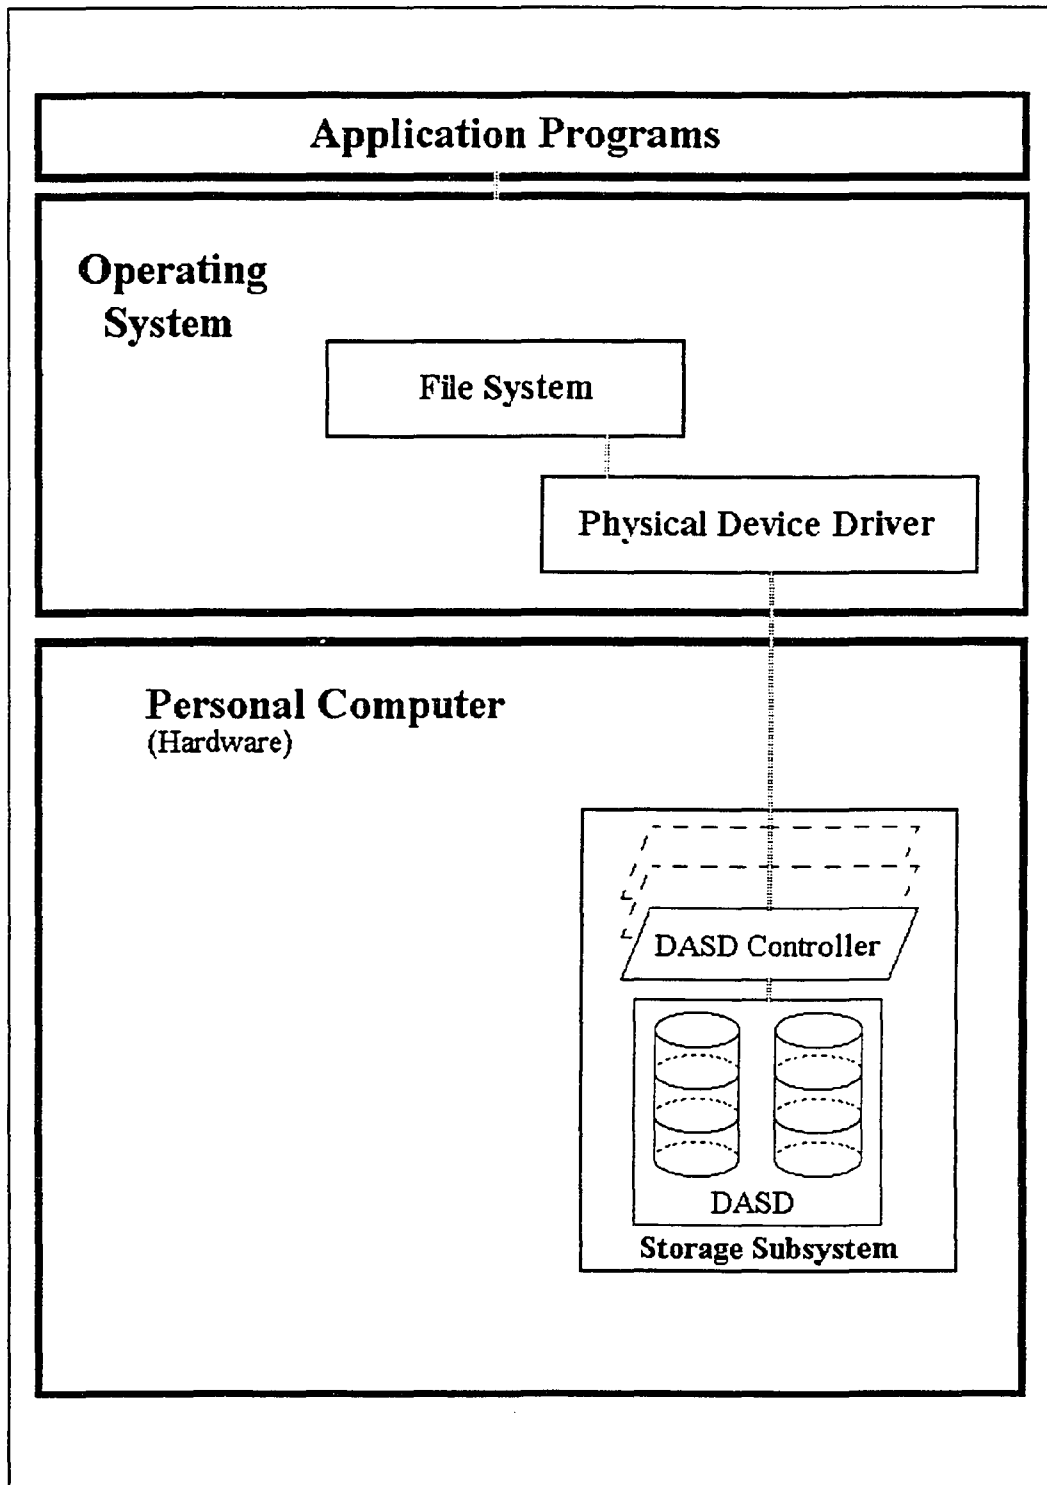 Application Programs
Operating
System
File System
Physical Device Driver
Personal Computer
(Hardware)
DASD Controller
DASD
Storage Subsystem